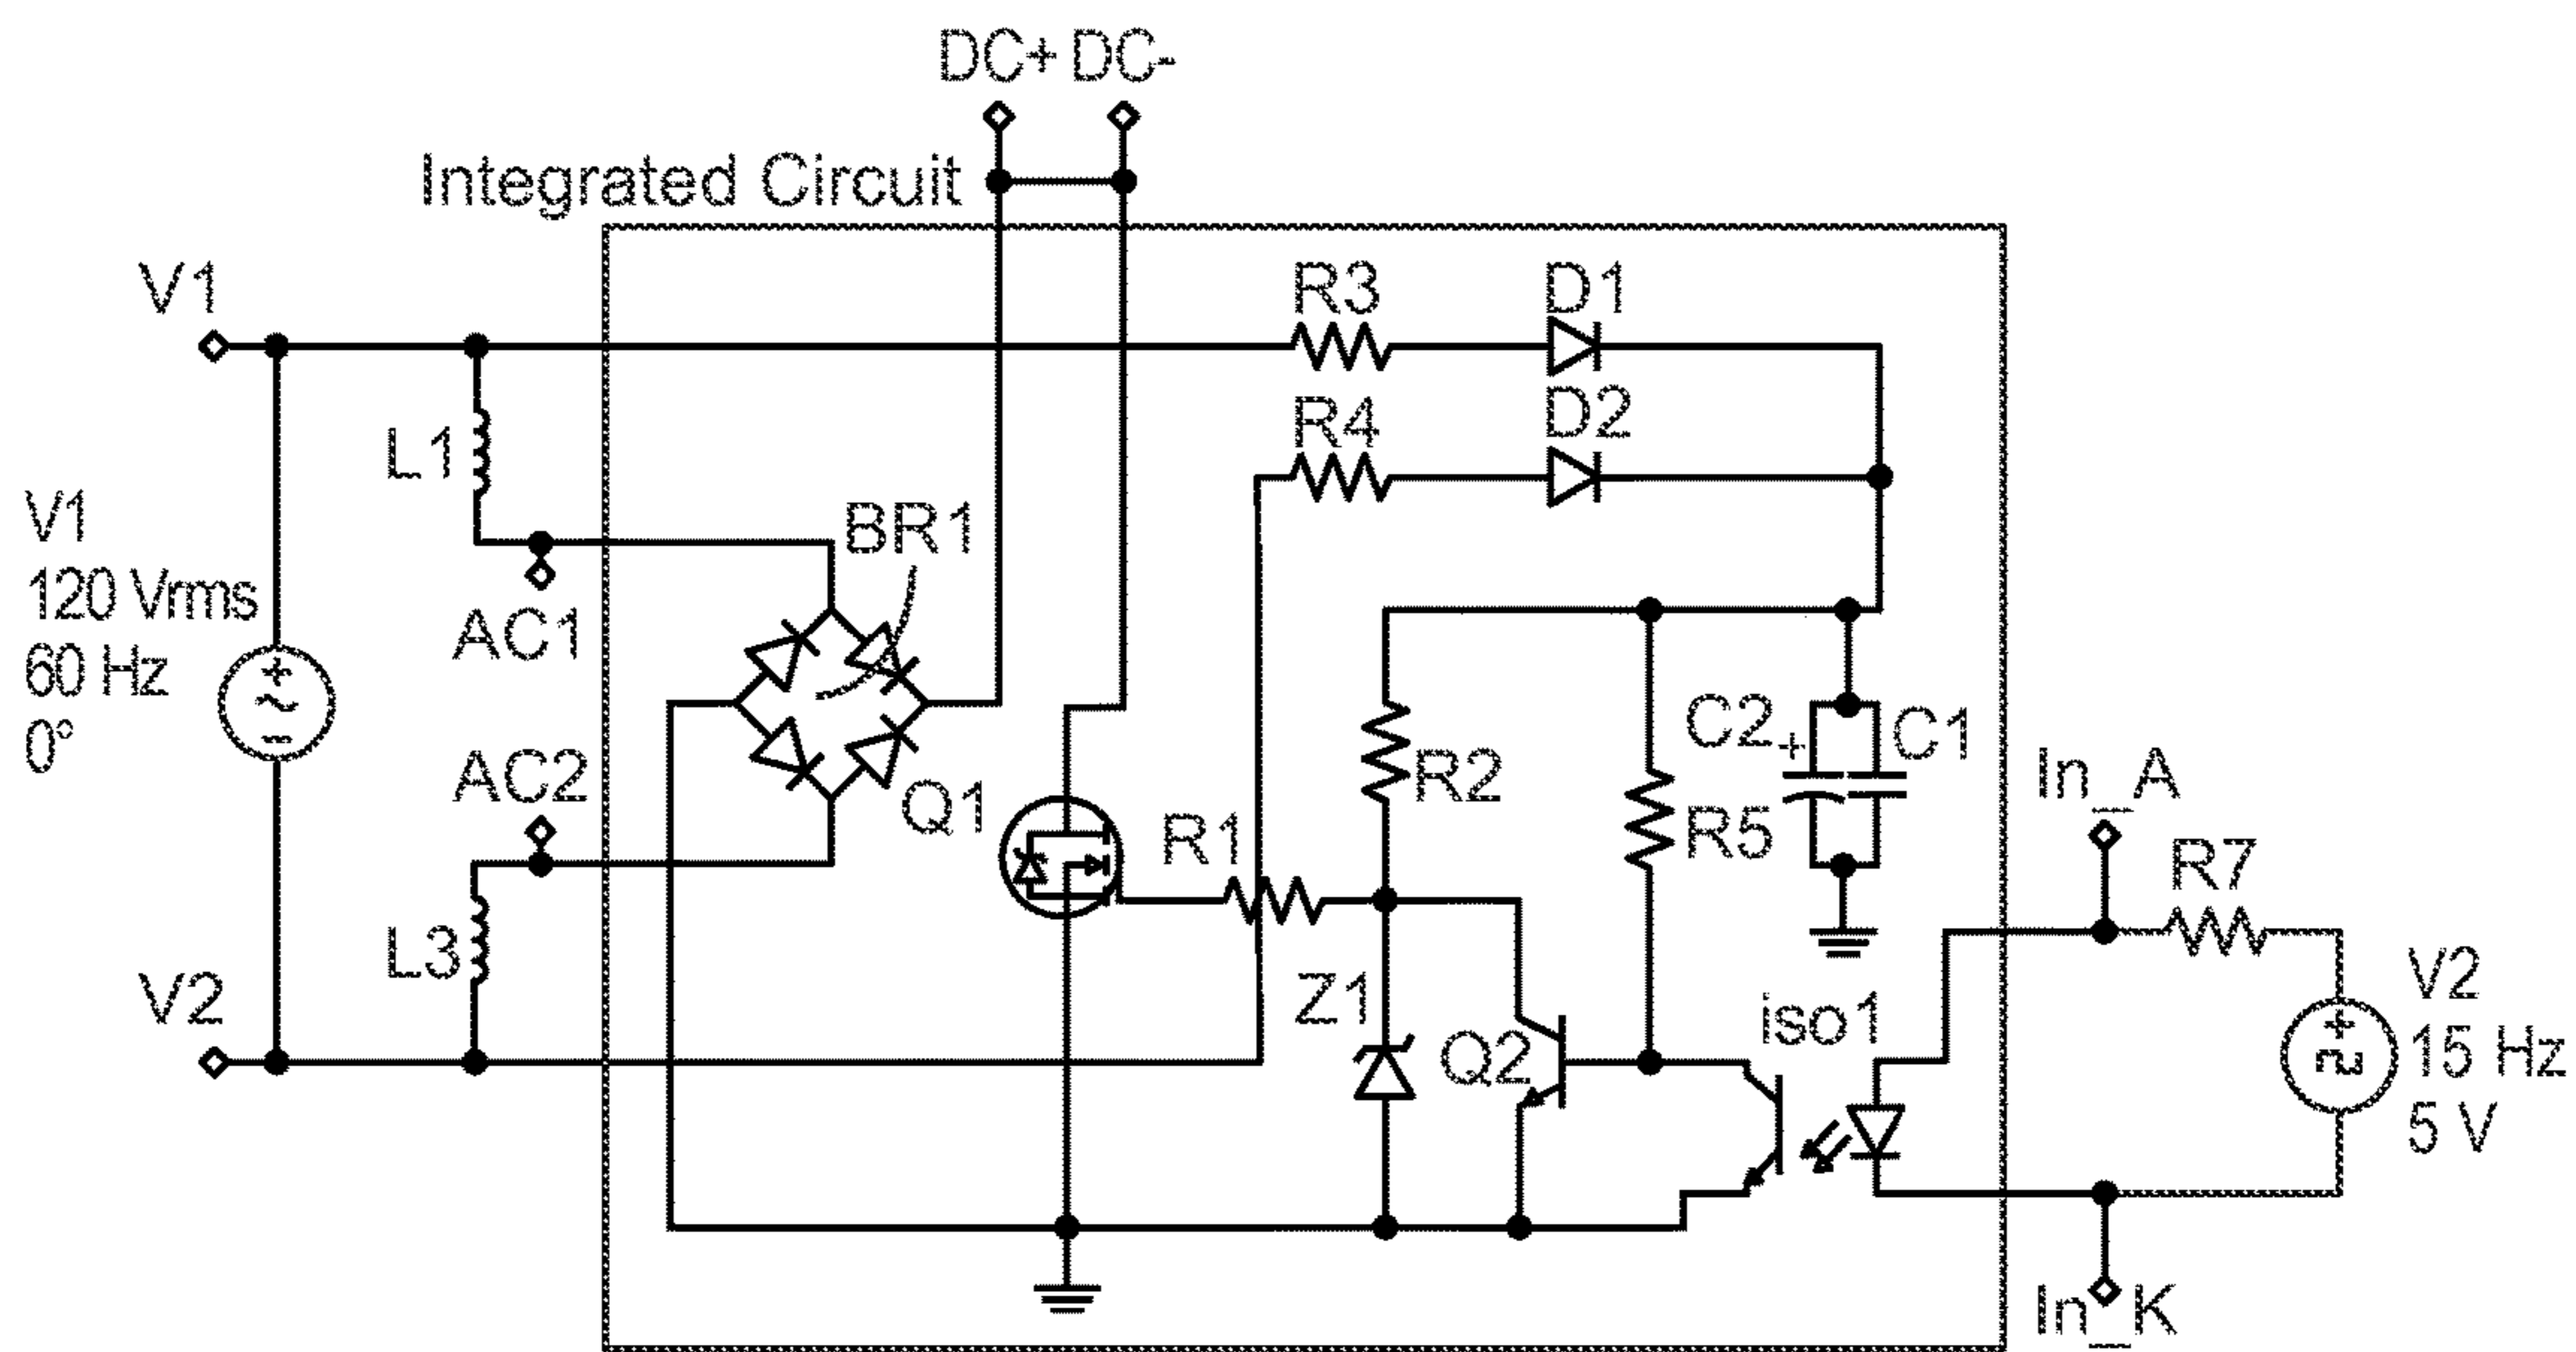 DC+ DC-
Integrated Circuit
V1
R3
D1
R4
D2
L1
BR1
V1
120 Vrms
60 Hz
0°
AC1
AC2
Q1
R1
R2
R5
C2
+
C1
In_A
R7
L3
V2
Z1
Q2
iso1
V2
15 Hz
5 V
In_K